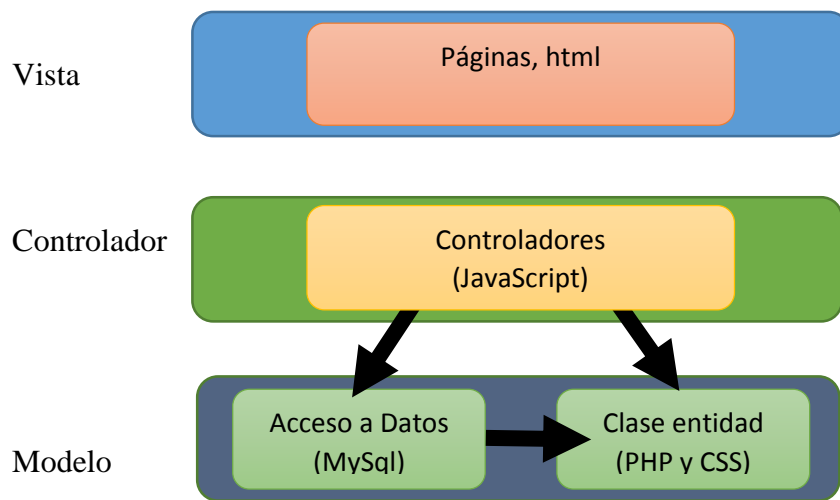 Vista
Páginas, html
Controlador
Controladores
(JavaScript)
Modelo
Acceso a Datos
(MySql)
Clase entidad
(PHP y CSS)